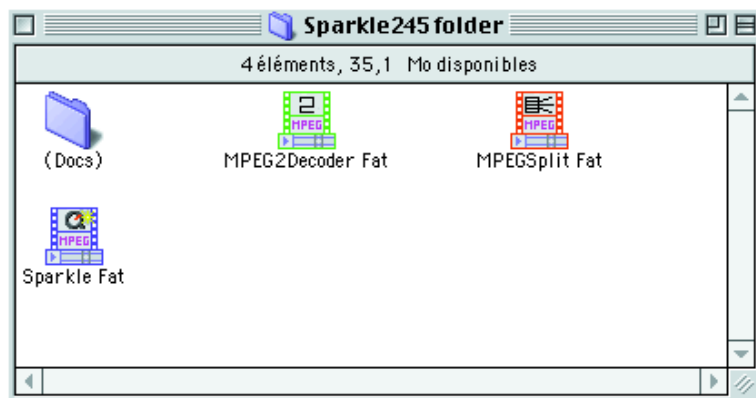 Sparkle245 folder
4 éléments, 35,1 Mo disponibles
2
MPEG
MPEG
(Docs)
MPEG2Decoder Fat
MPEGSplit Fat
MPEG
Sparkle Fat